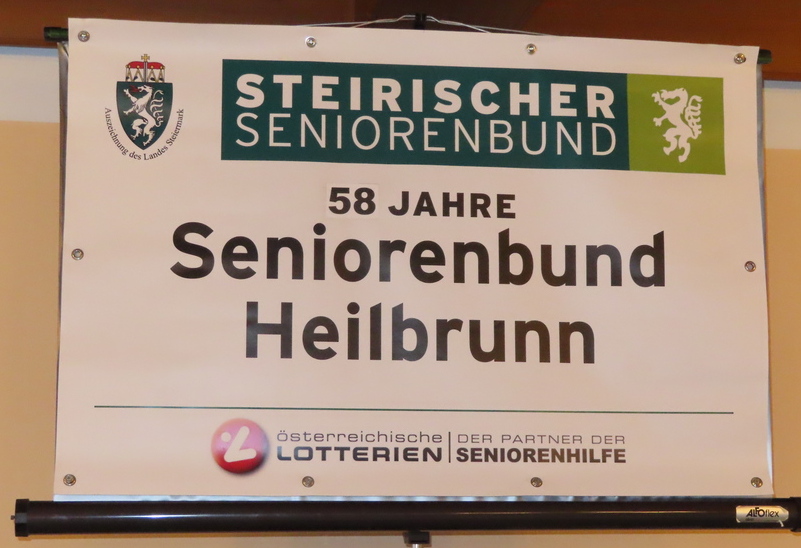 STEIRISCHER
SENIORENBUND
Auszeichnung des Landes Steiermark
58 JAHRE
Seniorenbund
Heilbrunn
österreichische
LOTTERIEN
DER PARTNER DER
SENIORENHILFE
ALFOflex